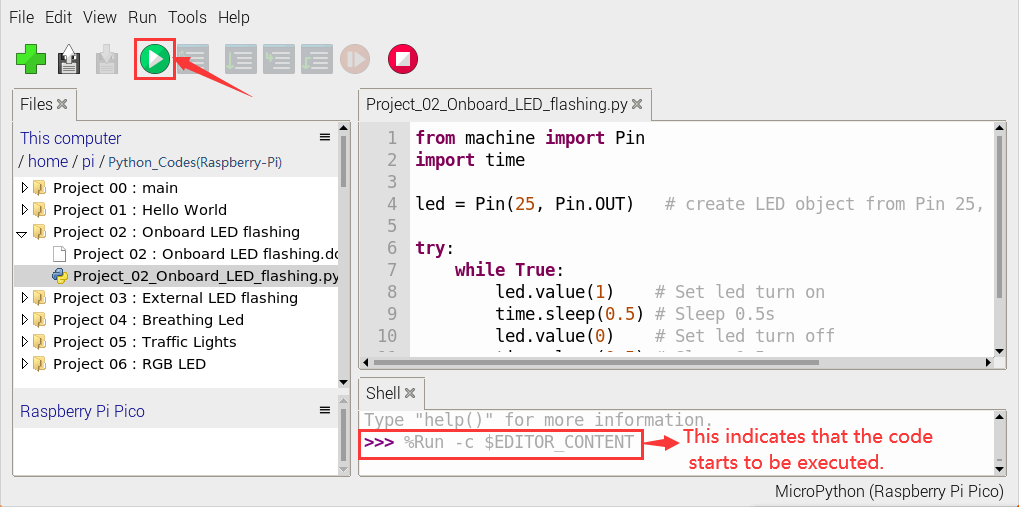 File Edit View Run Tools Help
Files
This computer
/ home / pi / Python_Codes(Raspberry-Pi)
Project 00 : main
Project 01 : Hello World
Project 02 : Onboard LED flashing
Project 02 : Onboard LED flashing.do
Project_02_Onboard_LED_flashing.py
Project 03 : External LED flashing
Project 04 : Breathing Led
Project 05 : Traffic Lights
Project 06 : RGB LED
Raspberry Pi Pico
Project_02_Onboard_LED_flashing.py
1 from machine import Pin
2 import time
3
4 led = Pin(25, Pin.OUT)   # create LED object from Pin 25,
5
6 try:
7     while True:
8         led.value(1)    # Set led turn on
9         time.sleep(0.5) # Sleep 0.5s
10         led.value(0)    # Set led turn off
Shell
Type "help()" for more information.
>>> %Run -c $EDITOR_CONTENT
This indicates that the code
starts to be executed.
MicroPython (Raspberry Pi Pico)